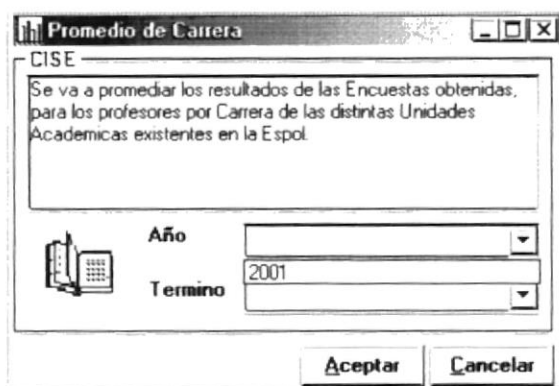 Promedio de Carrera
CISE
Se va a promediar los resultados de las Encuestas obtenidas,
para los profesores por Carrera de las distintas Unidades
Academicas existentes en la Espol.
Año
2001
Termino
Aceptar Cancelar